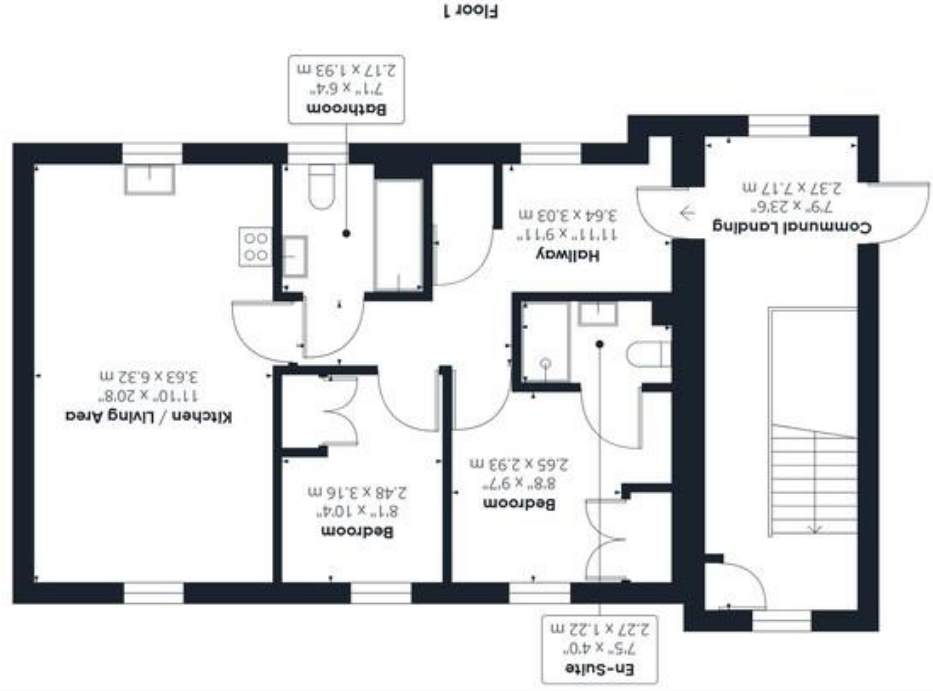 En-Suite
7'5" x 4'0"
2.27 x 1.22 m
Bedroom
8'1" x 10'4"
2.48 x 3.16 m
Bedroom
8'8" x 9'7"
2.65 x 2.93 m
Kitchen / Living Area
11'10" x 20'8"
3.63 x 6.32 m
Hallway
11'11" x 9'11"
3.64 x 3.03 m
Communal Landing
7'9" x 23'6"
2.37 x 7.17 m
Bathroom
7'1" x 6'4"
2.17 x 1.93 m
Floor 1